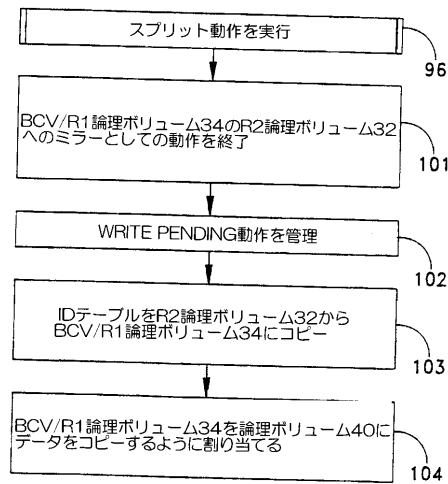 スプリット動作を実行
96
BCV/R1論理ボリューム34のR2論理ボリューム32
へのミラーとしての動作を終了
101
WRITE PENDING動作を管理
102
IDテーブルをR2論理ボリューム32から
BCV/R1論理ボリューム34にコピー
103
BCV/R1論理ボリューム34を論理ボリューム40に
データをコピーするように割り当てる
104